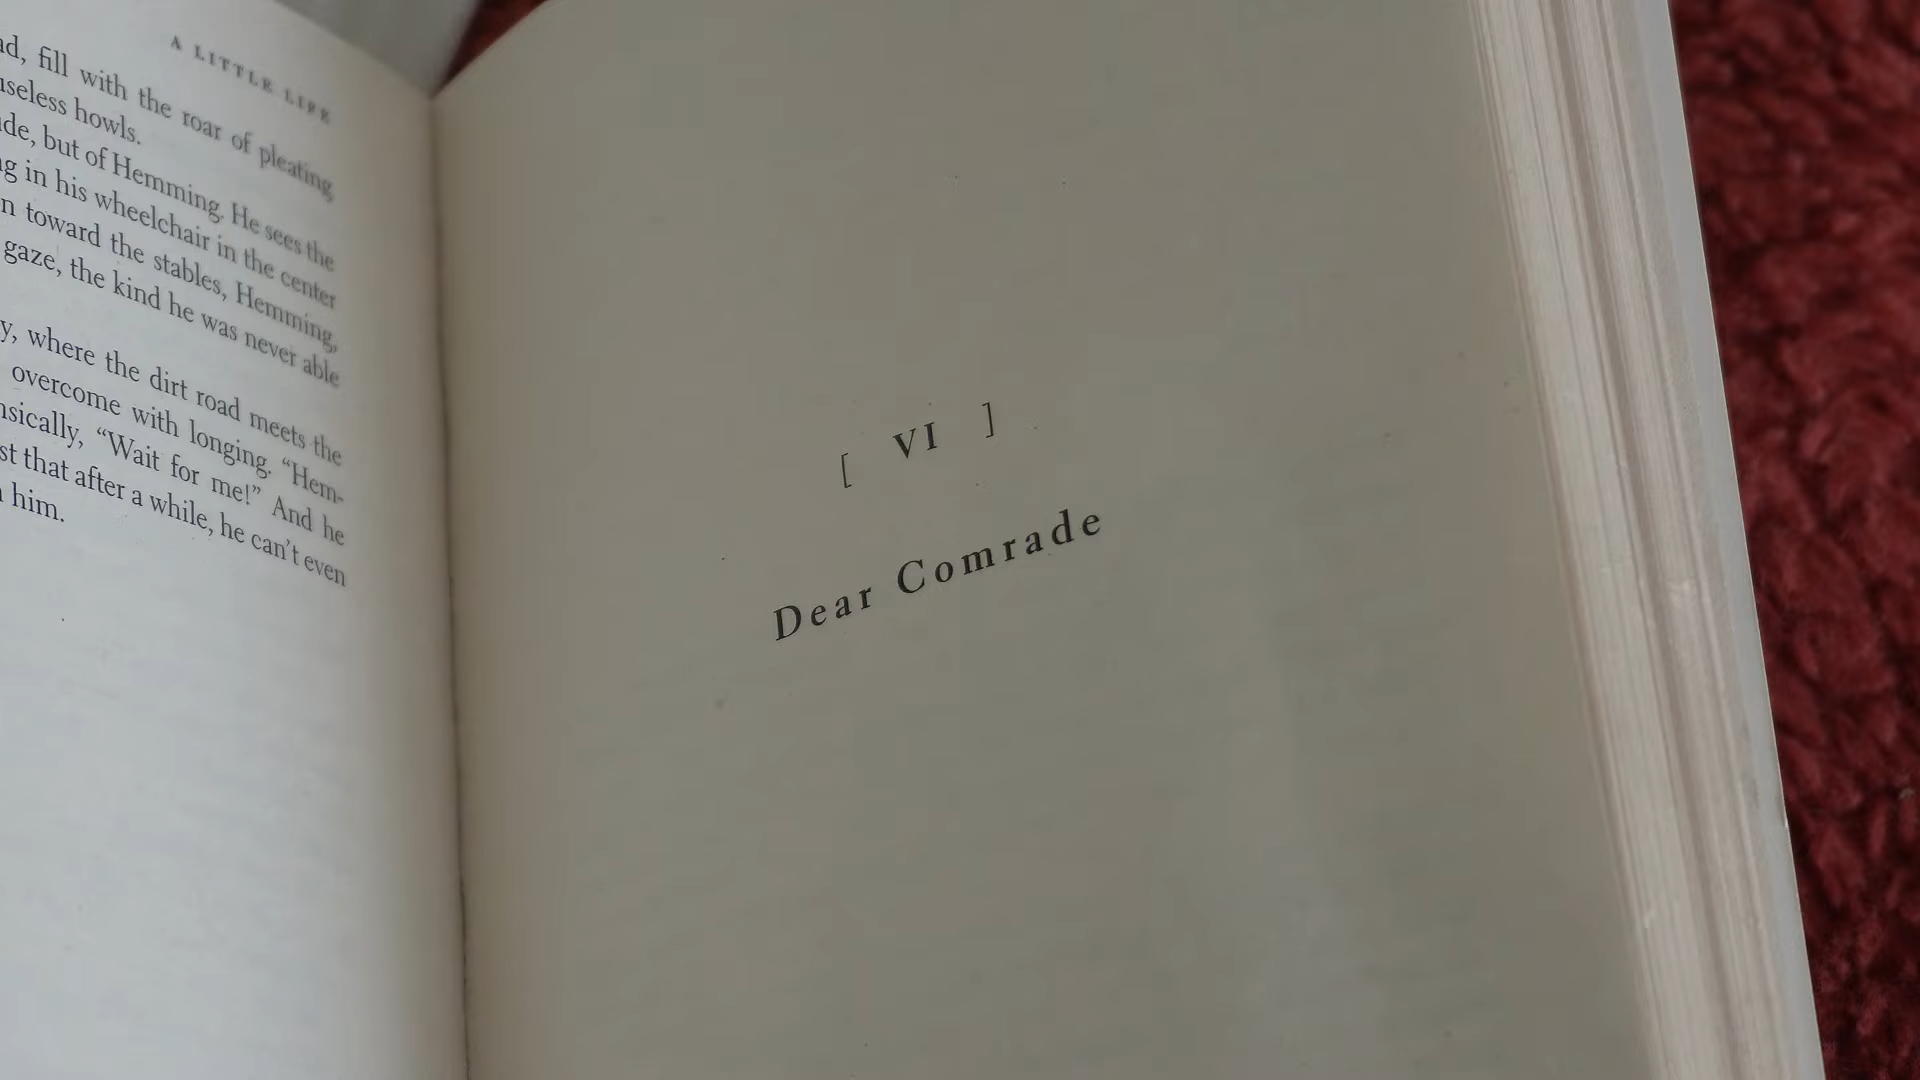 A LITTLE LIFE
ad, fill with the roar of pleating
useless howls.
de, but of Hemming. He sees the
g in his wheelchair in the center
n toward the stables, Hemming,
gaze, the kind he was never able
y, where the dirt road meets the
overcome with longing. “Hem-
sically, “Wait for me!” And he
st that after a while, he can’t even
him.
[ VI ]
Dear Comrade